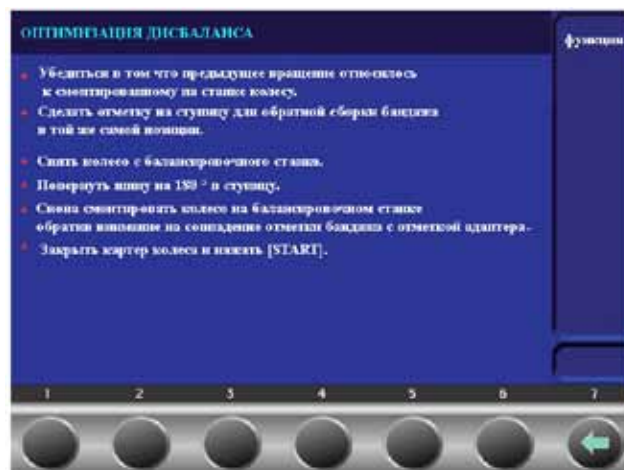 ОПТИМИЗАЦИЯ ДИСБАЛАНСА
функции
Убедиться в том что предыдущее вращение относилось
к смонтированному на станке колесу.
Сделать отметку на ступицу для обратной сборки бандажа
в той же самой позиции.
Снять колесо с балансировочного станка.
Повернуть шину на 180 ° в ступицу.
Снова смонтировать колесо на балансировочном станке
обратив внимание на совпадение отметки бандажа с отметкой адаптера.
Закрыть картер колеса и нажать [START].
1 2 3 4 5 6 7